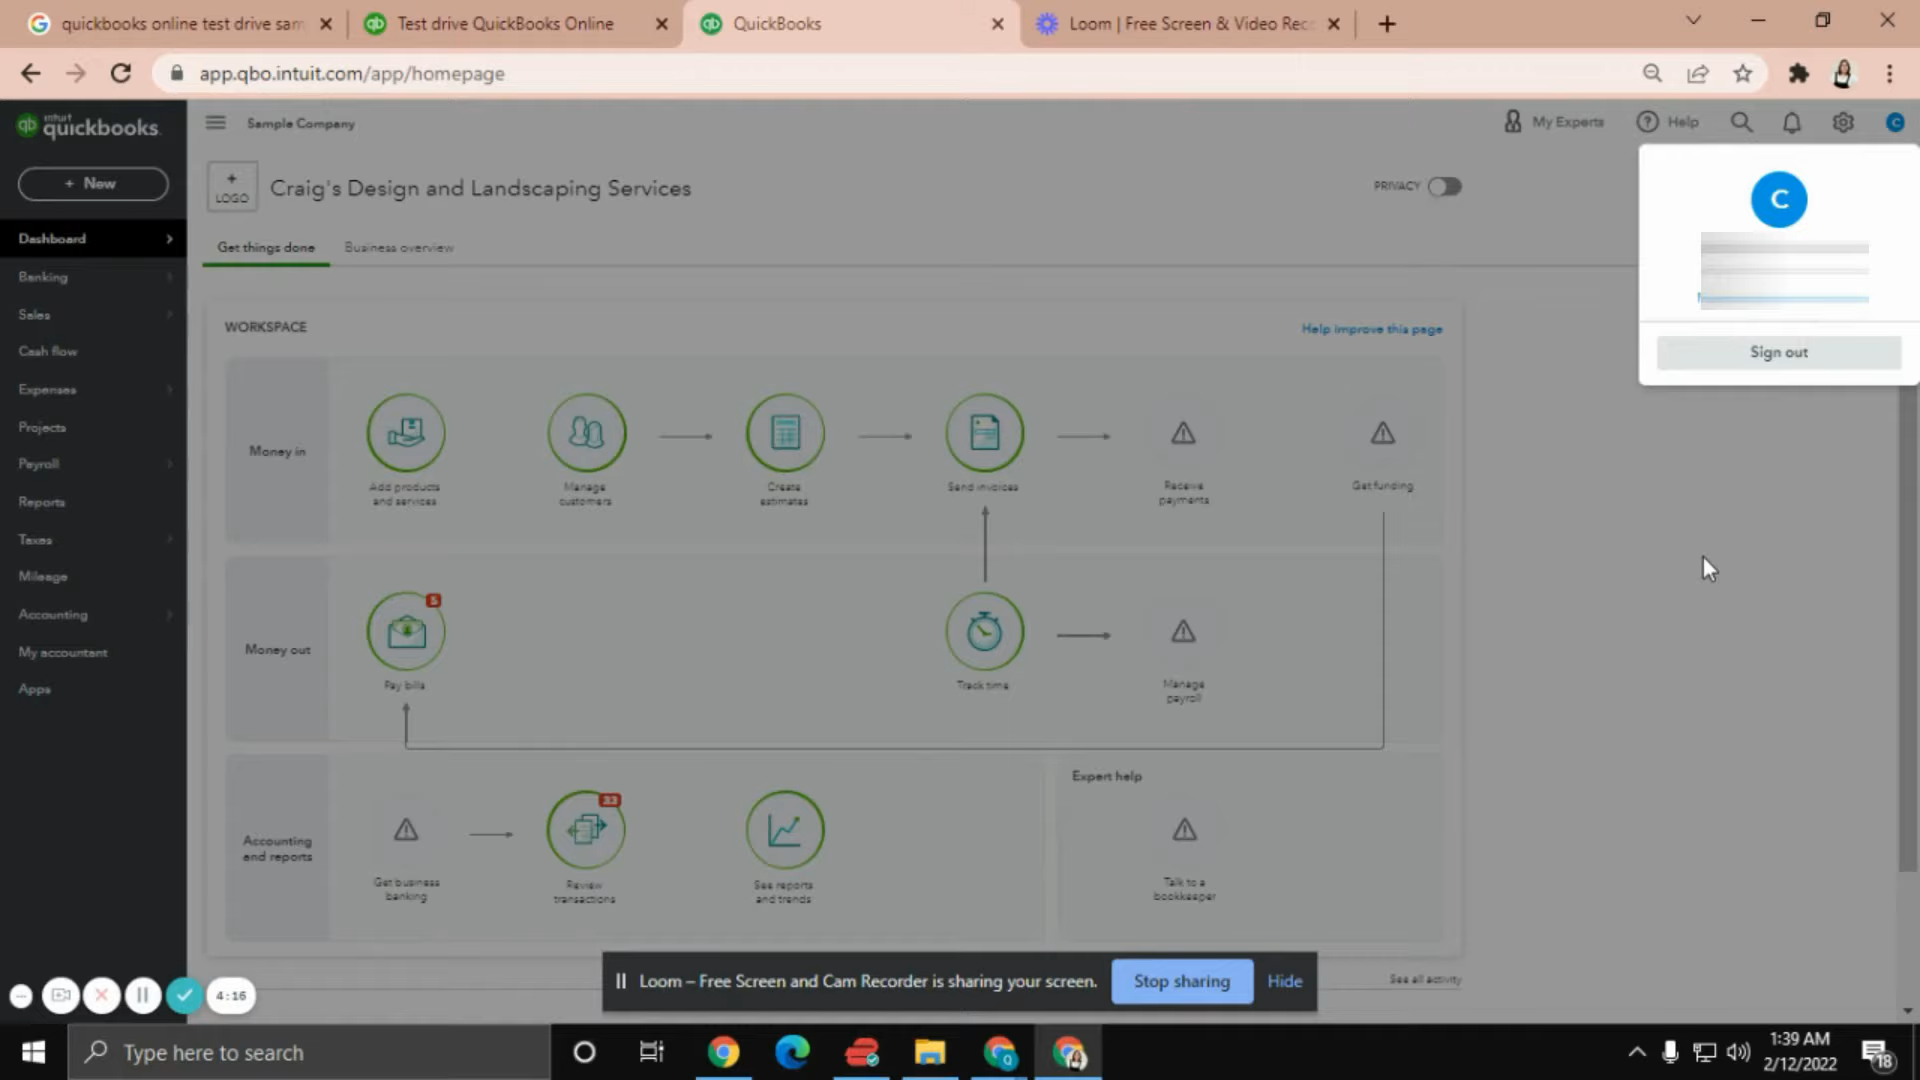 quickbooks online test drive sam
Test drive QuickBooks Online
QuickBooks
Loom | Free Screen & Video Rec
app.qbo.intuit.com/app/homepage
intuit
quickbooks
Sample Company
My Experts
Help
C
+ New
+
LOGO
Craig's Design and Landscaping Services
PRIVACY
C
Sign out
Dashboard
Banking
Sales
Cash flow
Expenses
Projects
Payroll
Reports
Taxes
Mileage
Accounting
My accountant
Apps
Get things done
Business overview
WORKSPACE
Help improve this page
Money in
Add products
and services
Manage
customers
Create
estimates
Send invoices
Receive
payments
Get funding
Money out
5
Pay bills
Track time
Manage
payroll
Accounting
and reports
Get business
banking
Review
transactions
See reports
and trends
Expert help
Talk to a
bookkeeper
Loom – Free Screen and Cam Recorder is sharing your screen.
Stop sharing
Hide
See all activity
4:16
Type here to search
1:39 AM
2/12/2022
18